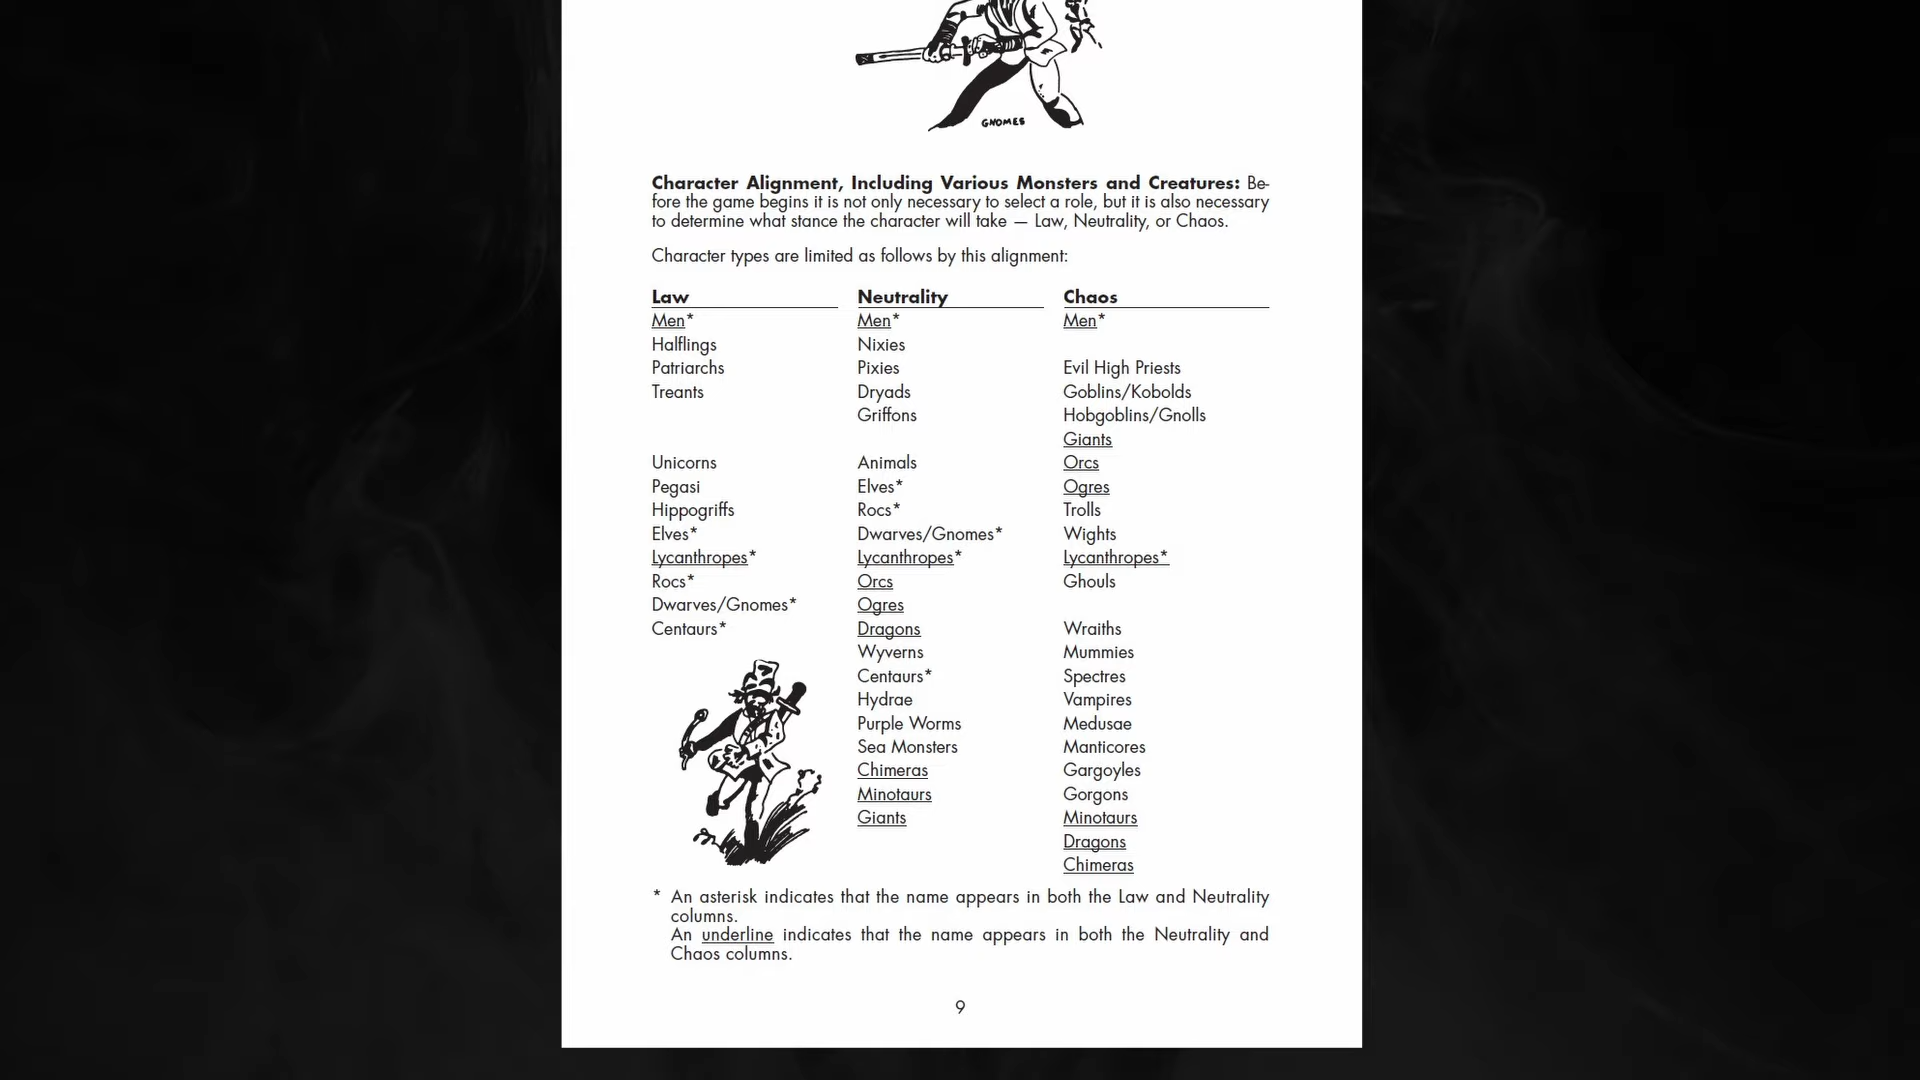 GNOMES
Character Alignment, Including Various Monsters and Creatures: Be-
fore the game begins it is not only necessary to select a role, but it is also necessary
to determine what stance the character will take — Law, Neutrality, or Chaos.
Character types are limited as follows by this alignment:
Law Neutrality Chaos
Men* Men* Men*
Halflings Nixies
Patriarchs Pixies Evil High Priests
Treants Dryads Goblins/Kobolds
Griffons Hobgoblins/Gnolls
Giants
Unicorns Animals Orcs
Pegasi Elves* Ogres
Hippogriffs Rocs* Trolls
Elves* Dwarves/Gnomes* Wights
Lycanthropes* Lycanthropes* Lycanthropes*
Rocs* Orcs Ghouls
Dwarves/Gnomes* Ogres
Centaurs* Dragons Wraiths
Wyverns Mummies
Centaurs* Spectres
Hydrae Vampires
Purple Worms Medusae
Sea Monsters Manticores
Chimeras Gargoyles
Minotaurs Gorgons
Giants Minotaurs
Dragons
Chimeras
* An asterisk indicates that the name appears in both the Law and Neutrality
columns.
An underline indicates that the name appears in both the Neutrality and
Chaos columns.
9